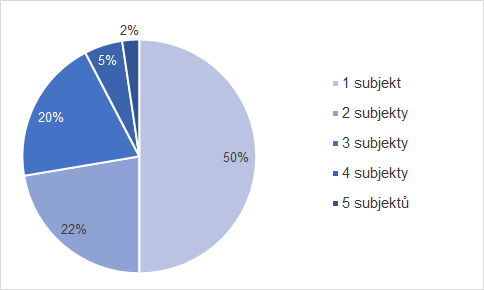 2%
5%
20%
50%
22%
1 subjekt
2 subjekty
3 subjekty
4 subjekty
5 subjektů